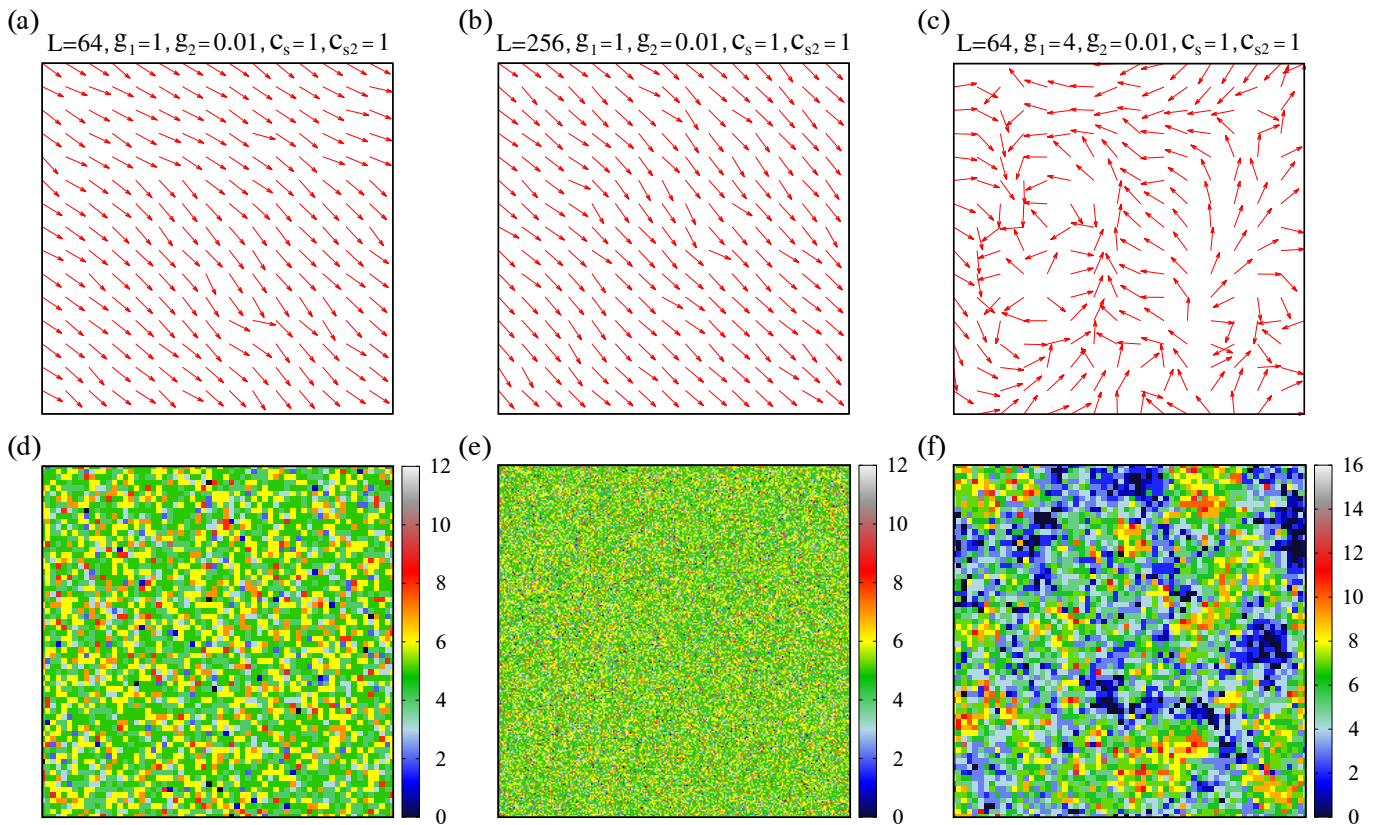 (a)
L=64, g₁=1, g₂=0.01, cₛ=1, cₛ₂=1
(b)
L=256, g₁=1, g₂=0.01, cₛ=1, cₛ₂=1
(c)
L=64, g₁=4, g₂=0.01, cₛ=1, cₛ₂=1
(d)
12
10
8
6
4
2
0
(e)
12
10
8
6
4
2
0
(f)
16
14
12
10
8
6
4
2
0